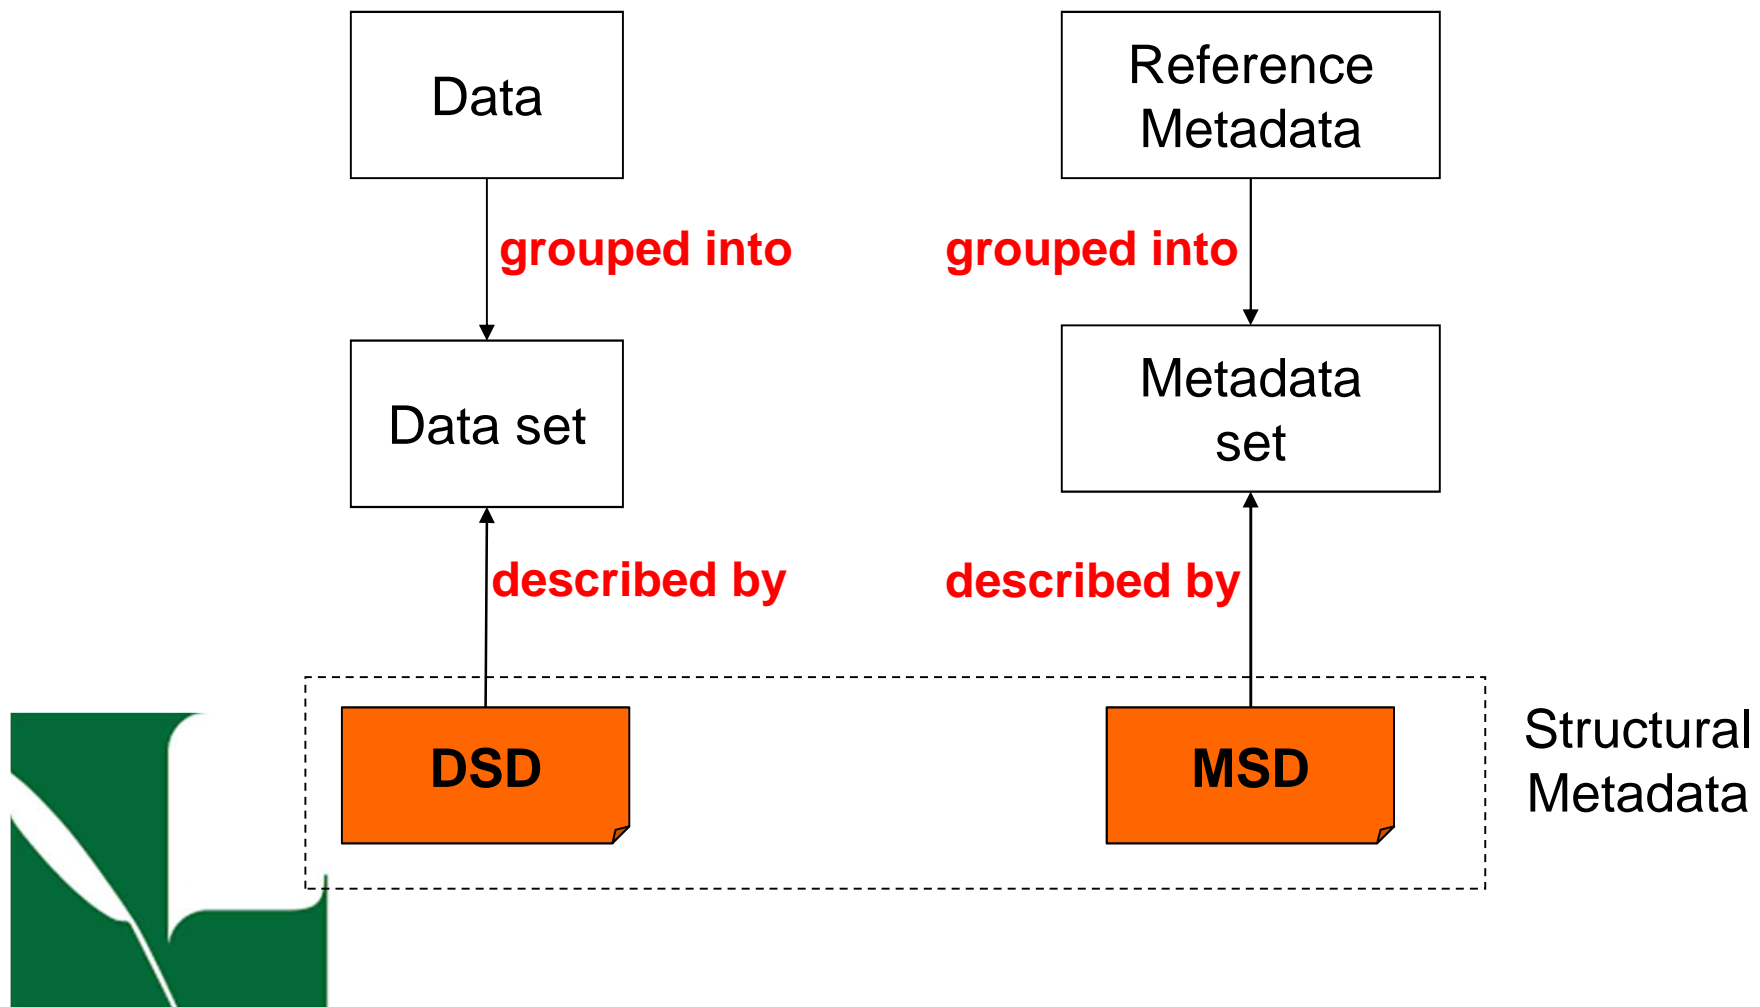 Data
Reference
Metadata
grouped into
grouped into
Data set
Metadata
set
described by
described by
DSD
MSD
Structural
Metadata